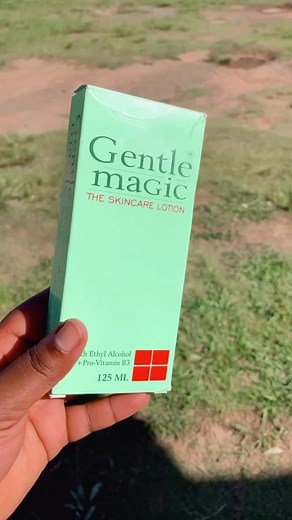 Gentle
magic
THE SKINCARE LOTION
Ethyl Alcohol
+Pro-Vitamin B3
125 ML